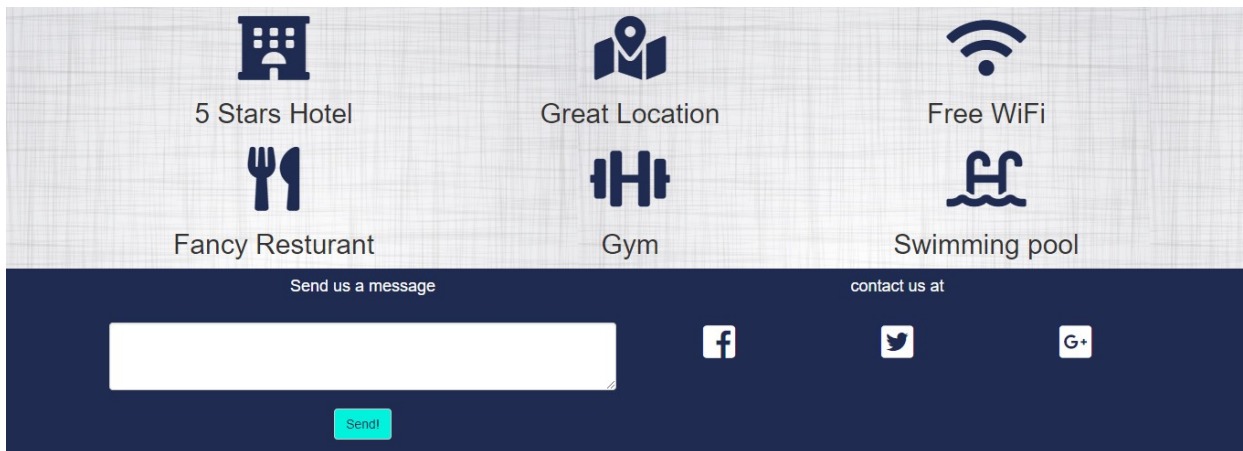 5 Stars Hotel
Great Location
Free WiFi
Fancy Resturant
Gym
Swimming pool
Send us a message
contact us at
G+
Send!